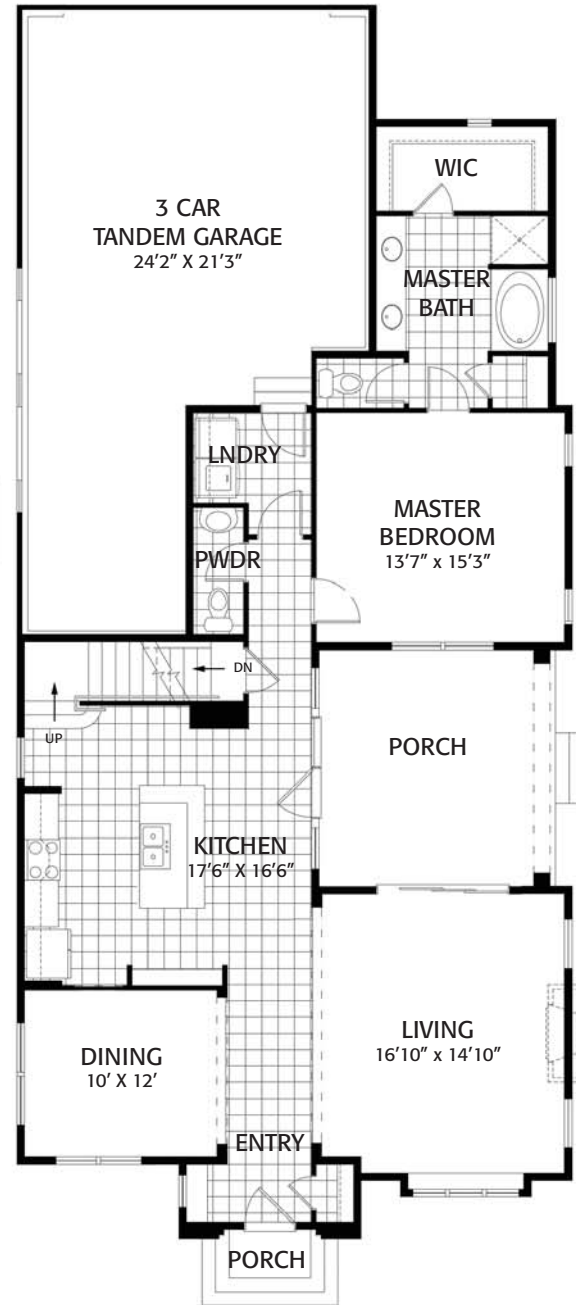 WIC
3 CAR
TANDEM GARAGE
24'2" X 21'3"
MASTER
BATH
LNDRY
MASTER
BEDROOM
13'7" x 15'3"
PWDR
DN
UP
PORCH
KITCHEN
17'6" X 16'6"
LIVING
16'10" x 14'10"
DINING
10' X 12'
ENTRY
PORCH